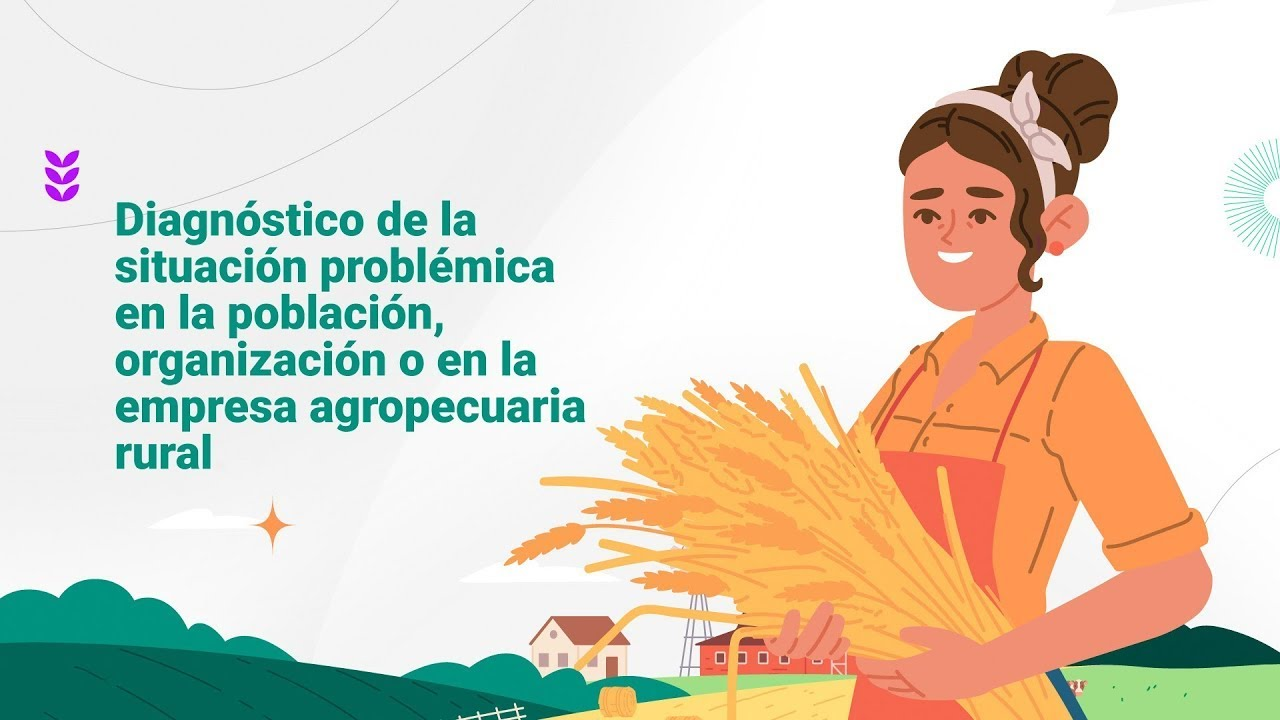 Diagnóstico de la
situación problémica
en la población,
organización o en la
empresa agropecuaria
rural